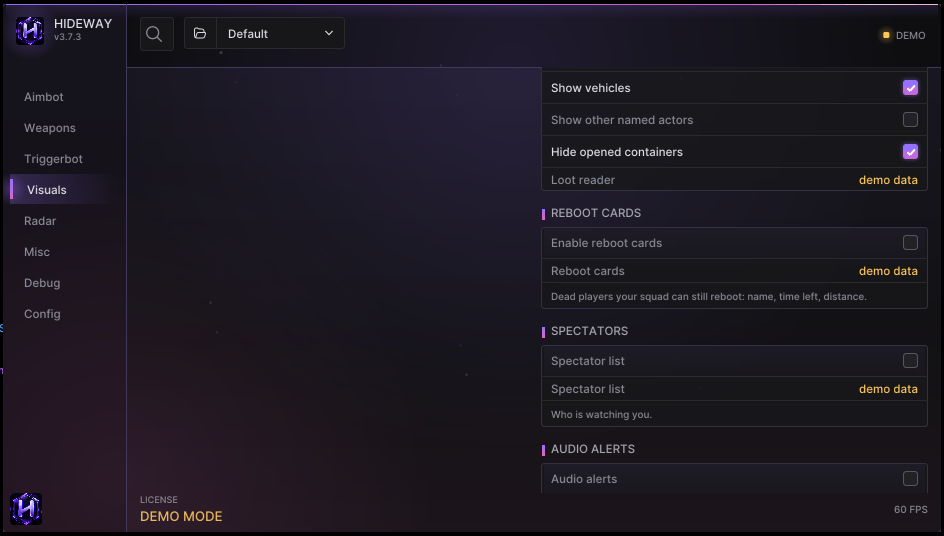 HIDEWAY
v3.7.3
Default
DEMO
Aimbot
Weapons
Triggerbot
Visuals
Radar
Misc
Debug
Config
Show vehicles
Show other named actors
Hide opened containers
Loot reader demo data
REBOOT CARDS
Enable reboot cards
Reboot cards demo data
Dead players your squad can still reboot: name, time left, distance.
SPECTATORS
Spectator list
Spectator list demo data
Who is watching you.
AUDIO ALERTS
Audio alerts
LICENSE
DEMO MODE
60 FPS